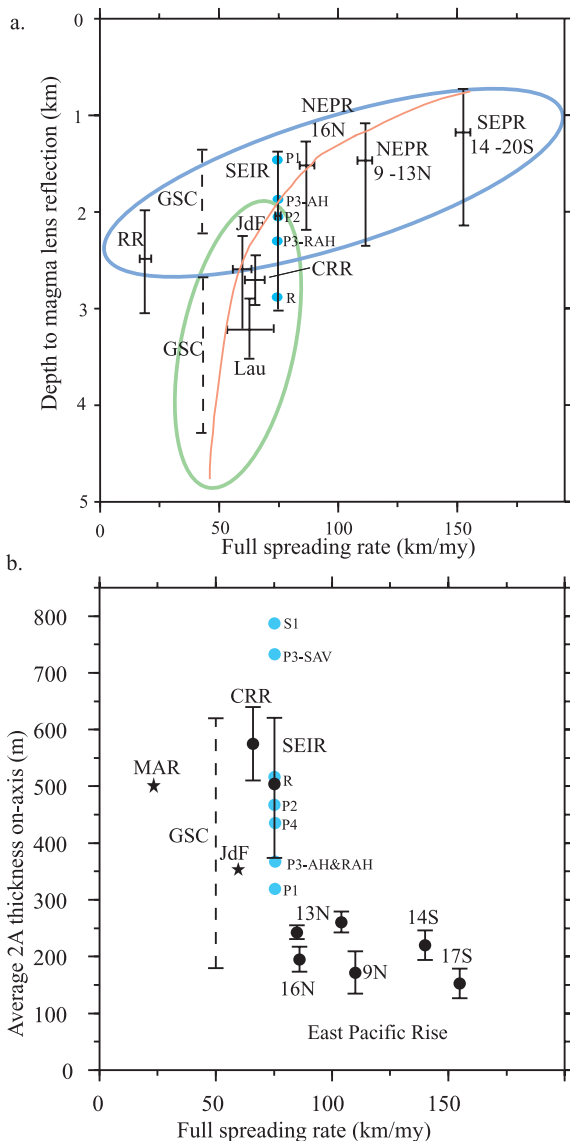 a.
0
1
2
3
4
5
Depth to magma lens reflection (km)
NEPR
16N
P1
SEIR
NEPR
9 -13N
SEPR
14 -20S
GSC
P3-AH
P2
JdF
RR
P3-RAH
CRR
R
GSC
Lau
0
50
100
150
Full spreading rate (km/my)
b.
800
700
600
500
400
300
200
100
0
Average 2A thickness on-axis (m)
S1
P3-SAV
CRR
SEIR
MAR
R
P2
GSC
P4
JdF
P3-AH&RAH
P1
13N
14S
17S
16N
9N
East Pacific Rise
0
50
100
150
Full spreading rate (km/my)